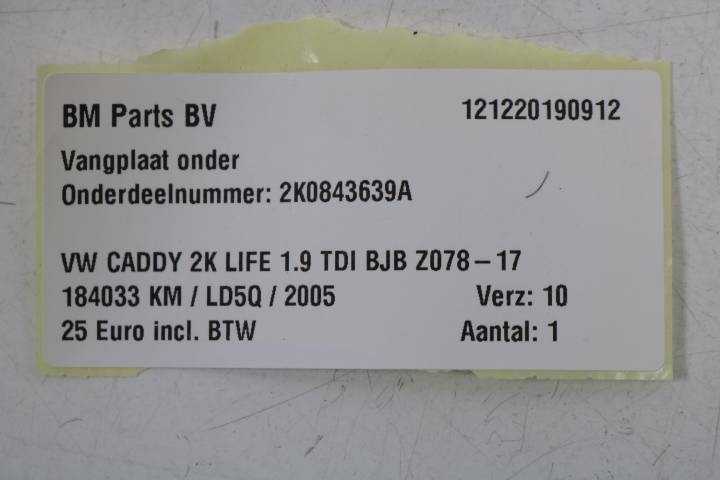 BM Parts BV 121220190912
Vangplaat onder
Onderdeelnummer: 2K0843639A
VW CADDY 2K LIFE 1.9 TDI BJB Z078 – 17
184033 KM / LD5Q / 2005 Verz: 10
25 Euro incl. BTW Aantal: 1